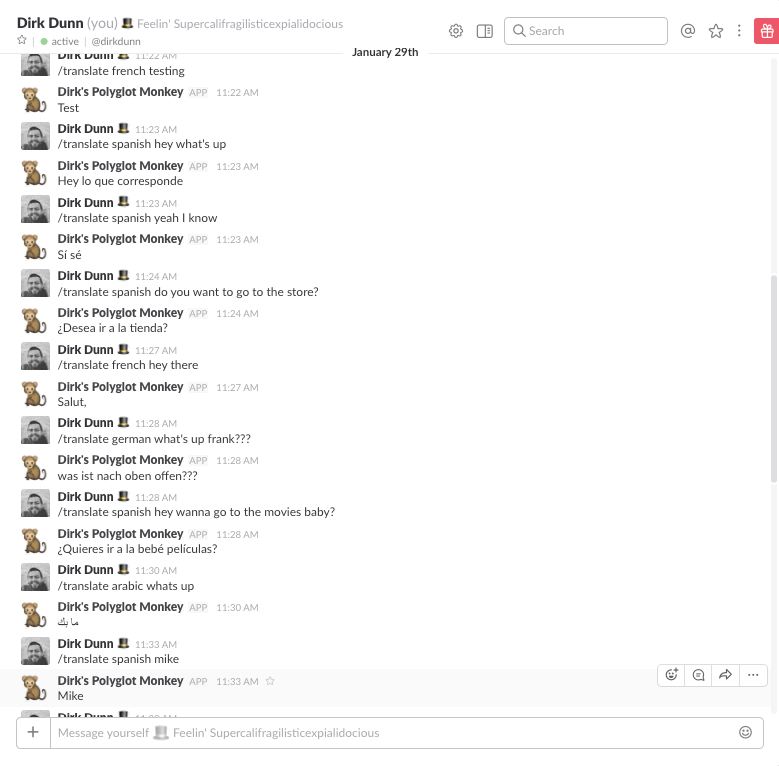 Dirk Dunn (you) 🎩 Feelin' Supercalifragilisticexpialidocious
active | @dirkdunn
Search
January 29th
Dirk Dunn 🎩 11:22 AM
/translate french testing
Dirk's Polyglot Monkey APP 11:22 AM
Test
Dirk Dunn 🎩 11:23 AM
/translate spanish hey what's up
Dirk's Polyglot Monkey APP 11:23 AM
Hey lo que corresponde
Dirk Dunn 🎩 11:23 AM
/translate spanish yeah I know
Dirk's Polyglot Monkey APP 11:23 AM
Sí sé
Dirk Dunn 🎩 11:24 AM
/translate spanish do you want to go to the store?
Dirk's Polyglot Monkey APP 11:24 AM
¿Desea ir a la tienda?
Dirk Dunn 🎩 11:27 AM
/translate french hey there
Dirk's Polyglot Monkey APP 11:27 AM
Salut,
Dirk Dunn 🎩 11:28 AM
/translate german what's up frank???
Dirk's Polyglot Monkey APP 11:28 AM
was ist nach oben offen???
Dirk Dunn 🎩 11:28 AM
/translate spanish hey wanna go to the movies baby?
Dirk's Polyglot Monkey APP 11:28 AM
¿Quieres ir a la bebé películas?
Dirk Dunn 🎩 11:30 AM
/translate arabic whats up
Dirk's Polyglot Monkey APP 11:30 AM
ما بك
Dirk Dunn 🎩 11:33 AM
/translate spanish mike
Dirk's Polyglot Monkey APP 11:33 AM
Mike
Dirk Dunn 🎩
Message yourself 🎩 Feelin' Supercalifragilisticexpialidocious